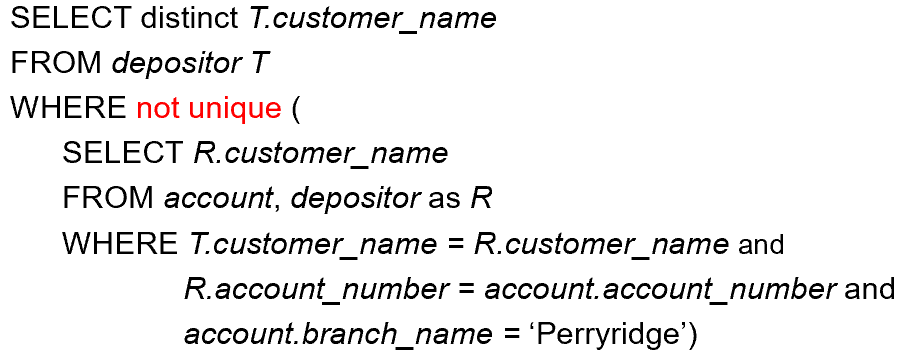 SELECT distinct T.customer_name
FROM depositor T
WHERE not unique (
SELECT R.customer_name
FROM account, depositor as R
WHERE T.customer_name = R.customer_name and
R.account_number = account.account_number and
account.branch_name = ‘Perryridge’)